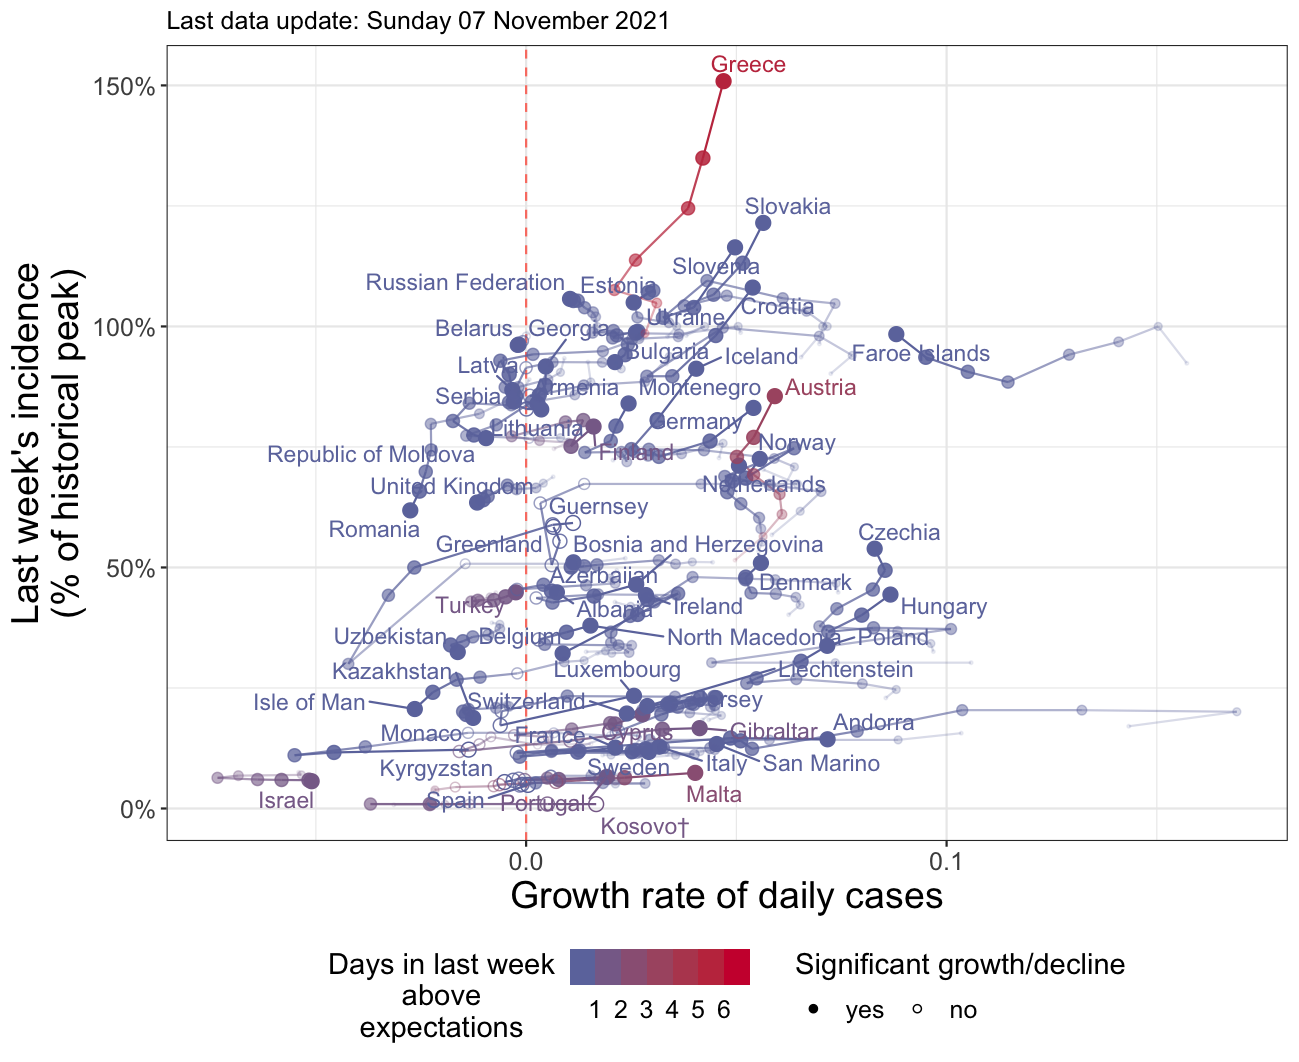 Last data update: Sunday 07 November 2021
Last week's incidence
(% of historical peak)
150%
100%
50%
0%
Greece
Slovakia
Slovenia
Russian Federation
Estonia
Croatia
Ukraine
Belarus
Georgia
Bulgaria
Iceland
Faroe Islands
Latvia
Armenia
Montenegro
Austria
Serbia
Lithuania
Germany
Norway
Republic of Moldova
Finland
United Kingdom
Netherlands
Romania
Guernsey
Greenland
Bosnia and Herzegovina
Czechia
Azerbaijan
Denmark
Turkey
Albania
Ireland
Hungary
Uzbekistan
Belgium
North Macedonia
Poland
Kazakhstan
Luxembourg
Liechtenstein
Isle of Man
Switzerland
Jersey
Monaco
France
Cyprus
Gibraltar
Andorra
Kyrgyzstan
Sweden
Italy
San Marino
Israel
Spain
Portugal
Malta
Kosovo†
0.0
0.1
Growth rate of daily cases
Days in last week
above
expectations
1 2 3 4 5 6
Significant growth/decline
yes
no